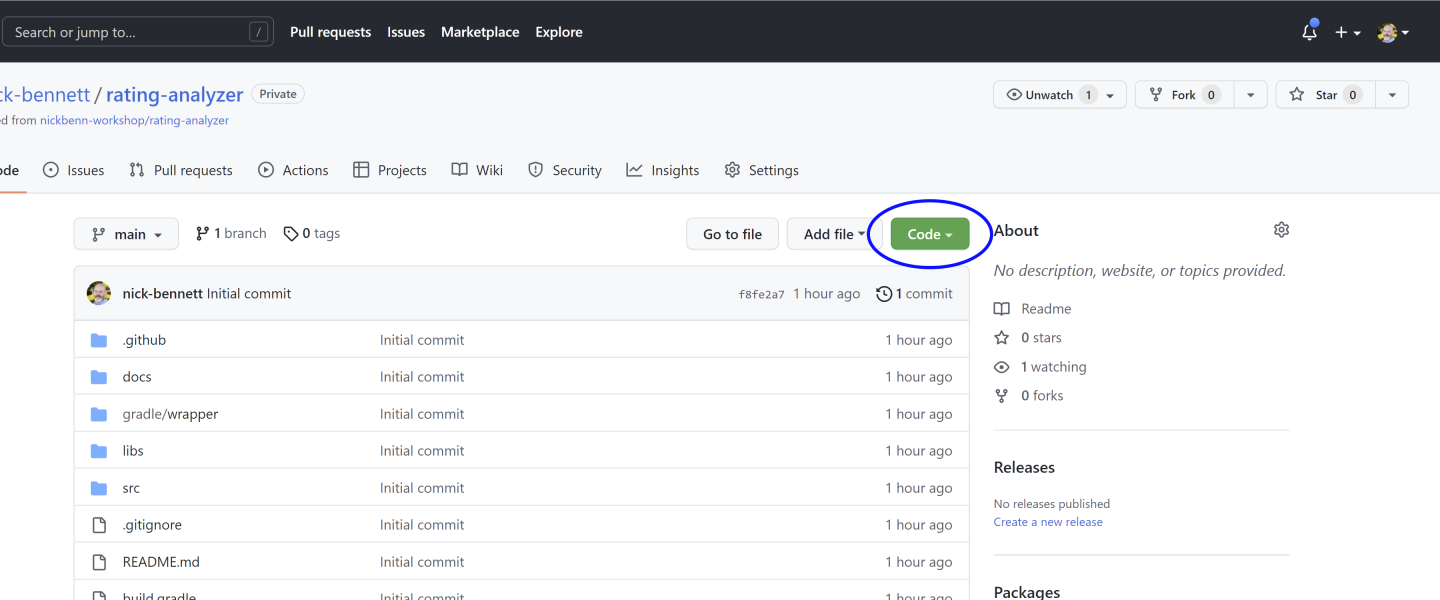 Search or jump to... / Pull requests Issues Marketplace Explore
ck-bennett / rating-analyzer Private Unwatch 1 Fork 0 Star 0
ed from nickbenn-workshop/rating-analyzer
ode Issues Pull requests Actions Projects Wiki Security Insights Settings
main 1 branch 0 tags Go to file Add file Code About
No description, website, or topics provided.
nick-bennett Initial commit f8fe2a7 1 hour ago 1 commit
Readme
.github Initial commit 1 hour ago
0 stars
1 watching
docs Initial commit 1 hour ago
0 forks
gradle/wrapper Initial commit 1 hour ago
libs Initial commit 1 hour ago
Releases
src Initial commit 1 hour ago
No releases published
Create a new release
.gitignore Initial commit 1 hour ago
README.md Initial commit 1 hour ago
Packages
build.gradle Initial commit 1 hour ago